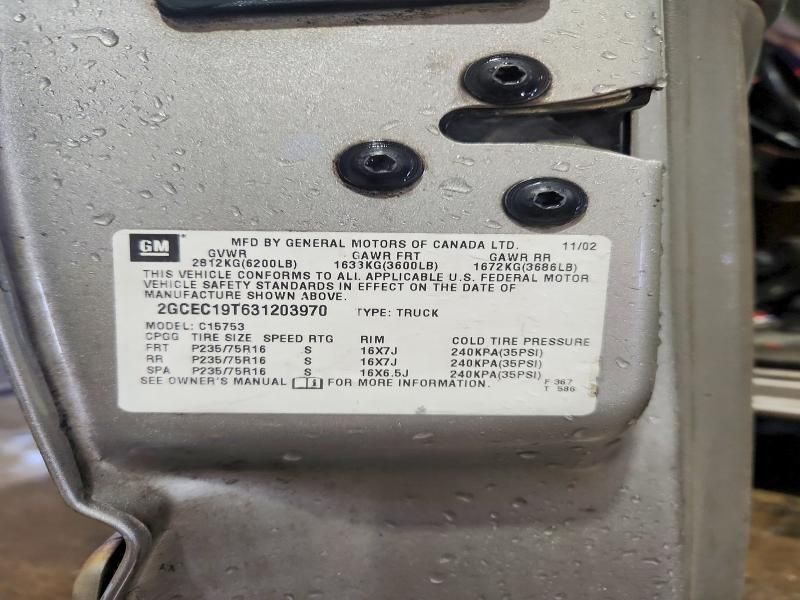 GM
MFD BY GENERAL MOTORS OF CANADA LTD. 11/02
GVWR GAWR FRT GAWR RR
2812KG(6200LB) 1633KG(3600LB) 1672KG(3686LB)
THIS VEHICLE CONFORMS TO ALL APPLICABLE U.S. FEDERAL MOTOR
VEHICLE SAFETY STANDARDS IN EFFECT ON THE DATE OF
MANUFACTURE SHOWN ABOVE.
2GCEC19T631203970 TYPE: TRUCK
MODEL: C15753
CPGG TIRE SIZE SPEED RTG RIM COLD TIRE PRESSURE
FRT P235/75R16 S 16X7J 240KPA(35PSI)
RR P235/75R16 S 16X7J 240KPA(35PSI)
SPA P235/75R16 S 16X6.5J 240KPA(35PSI)
SEE OWNER'S MANUAL FOR MORE INFORMATION. F 367
T 586